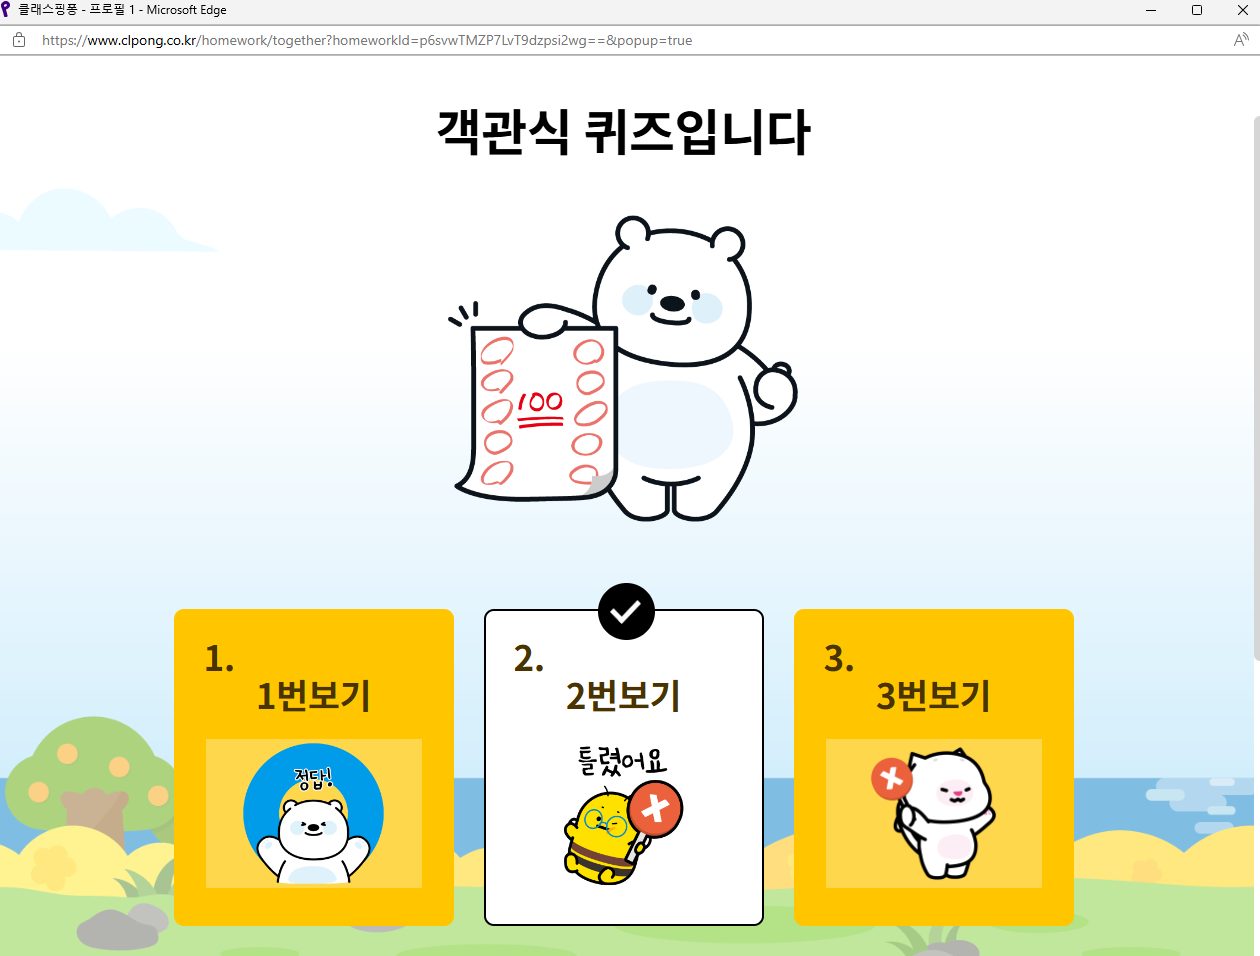 클래스핑퐁 - 프로필 1 - Microsoft Edge
https://www.clpong.co.kr/homework/together?homeworkId=p6svwTMZP7LvT9dzpsi2wg==&popup=true
객관식 퀴즈입니다
100
1.
1번보기
정답!
2.
2번보기
틀렸어요
3.
3번보기